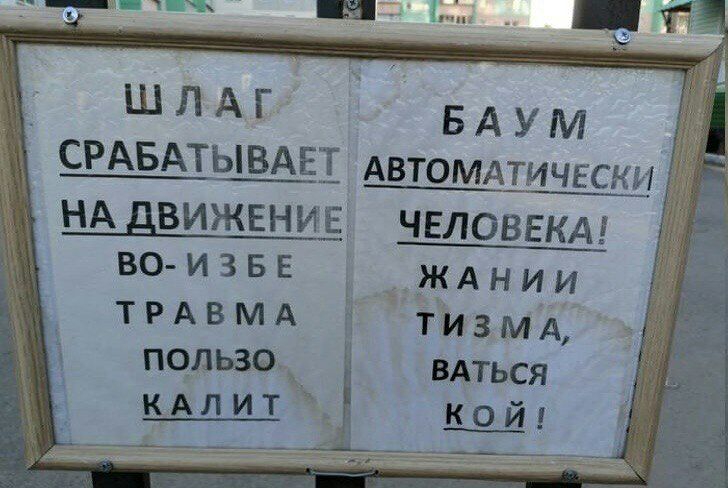 ШЛАГ БАУМ
СРАБАТЫВАЕТ АВТОМАТИЧЕСКИ
НА ДВИЖЕНИЕ ЧЕЛОВЕКА!
ВО-ИЗБЕ ЖАНИИ
ТРАВМА ТИЗМА,
ПОЛЬЗО ВАТЬСЯ
КАЛИТ КОЙ!